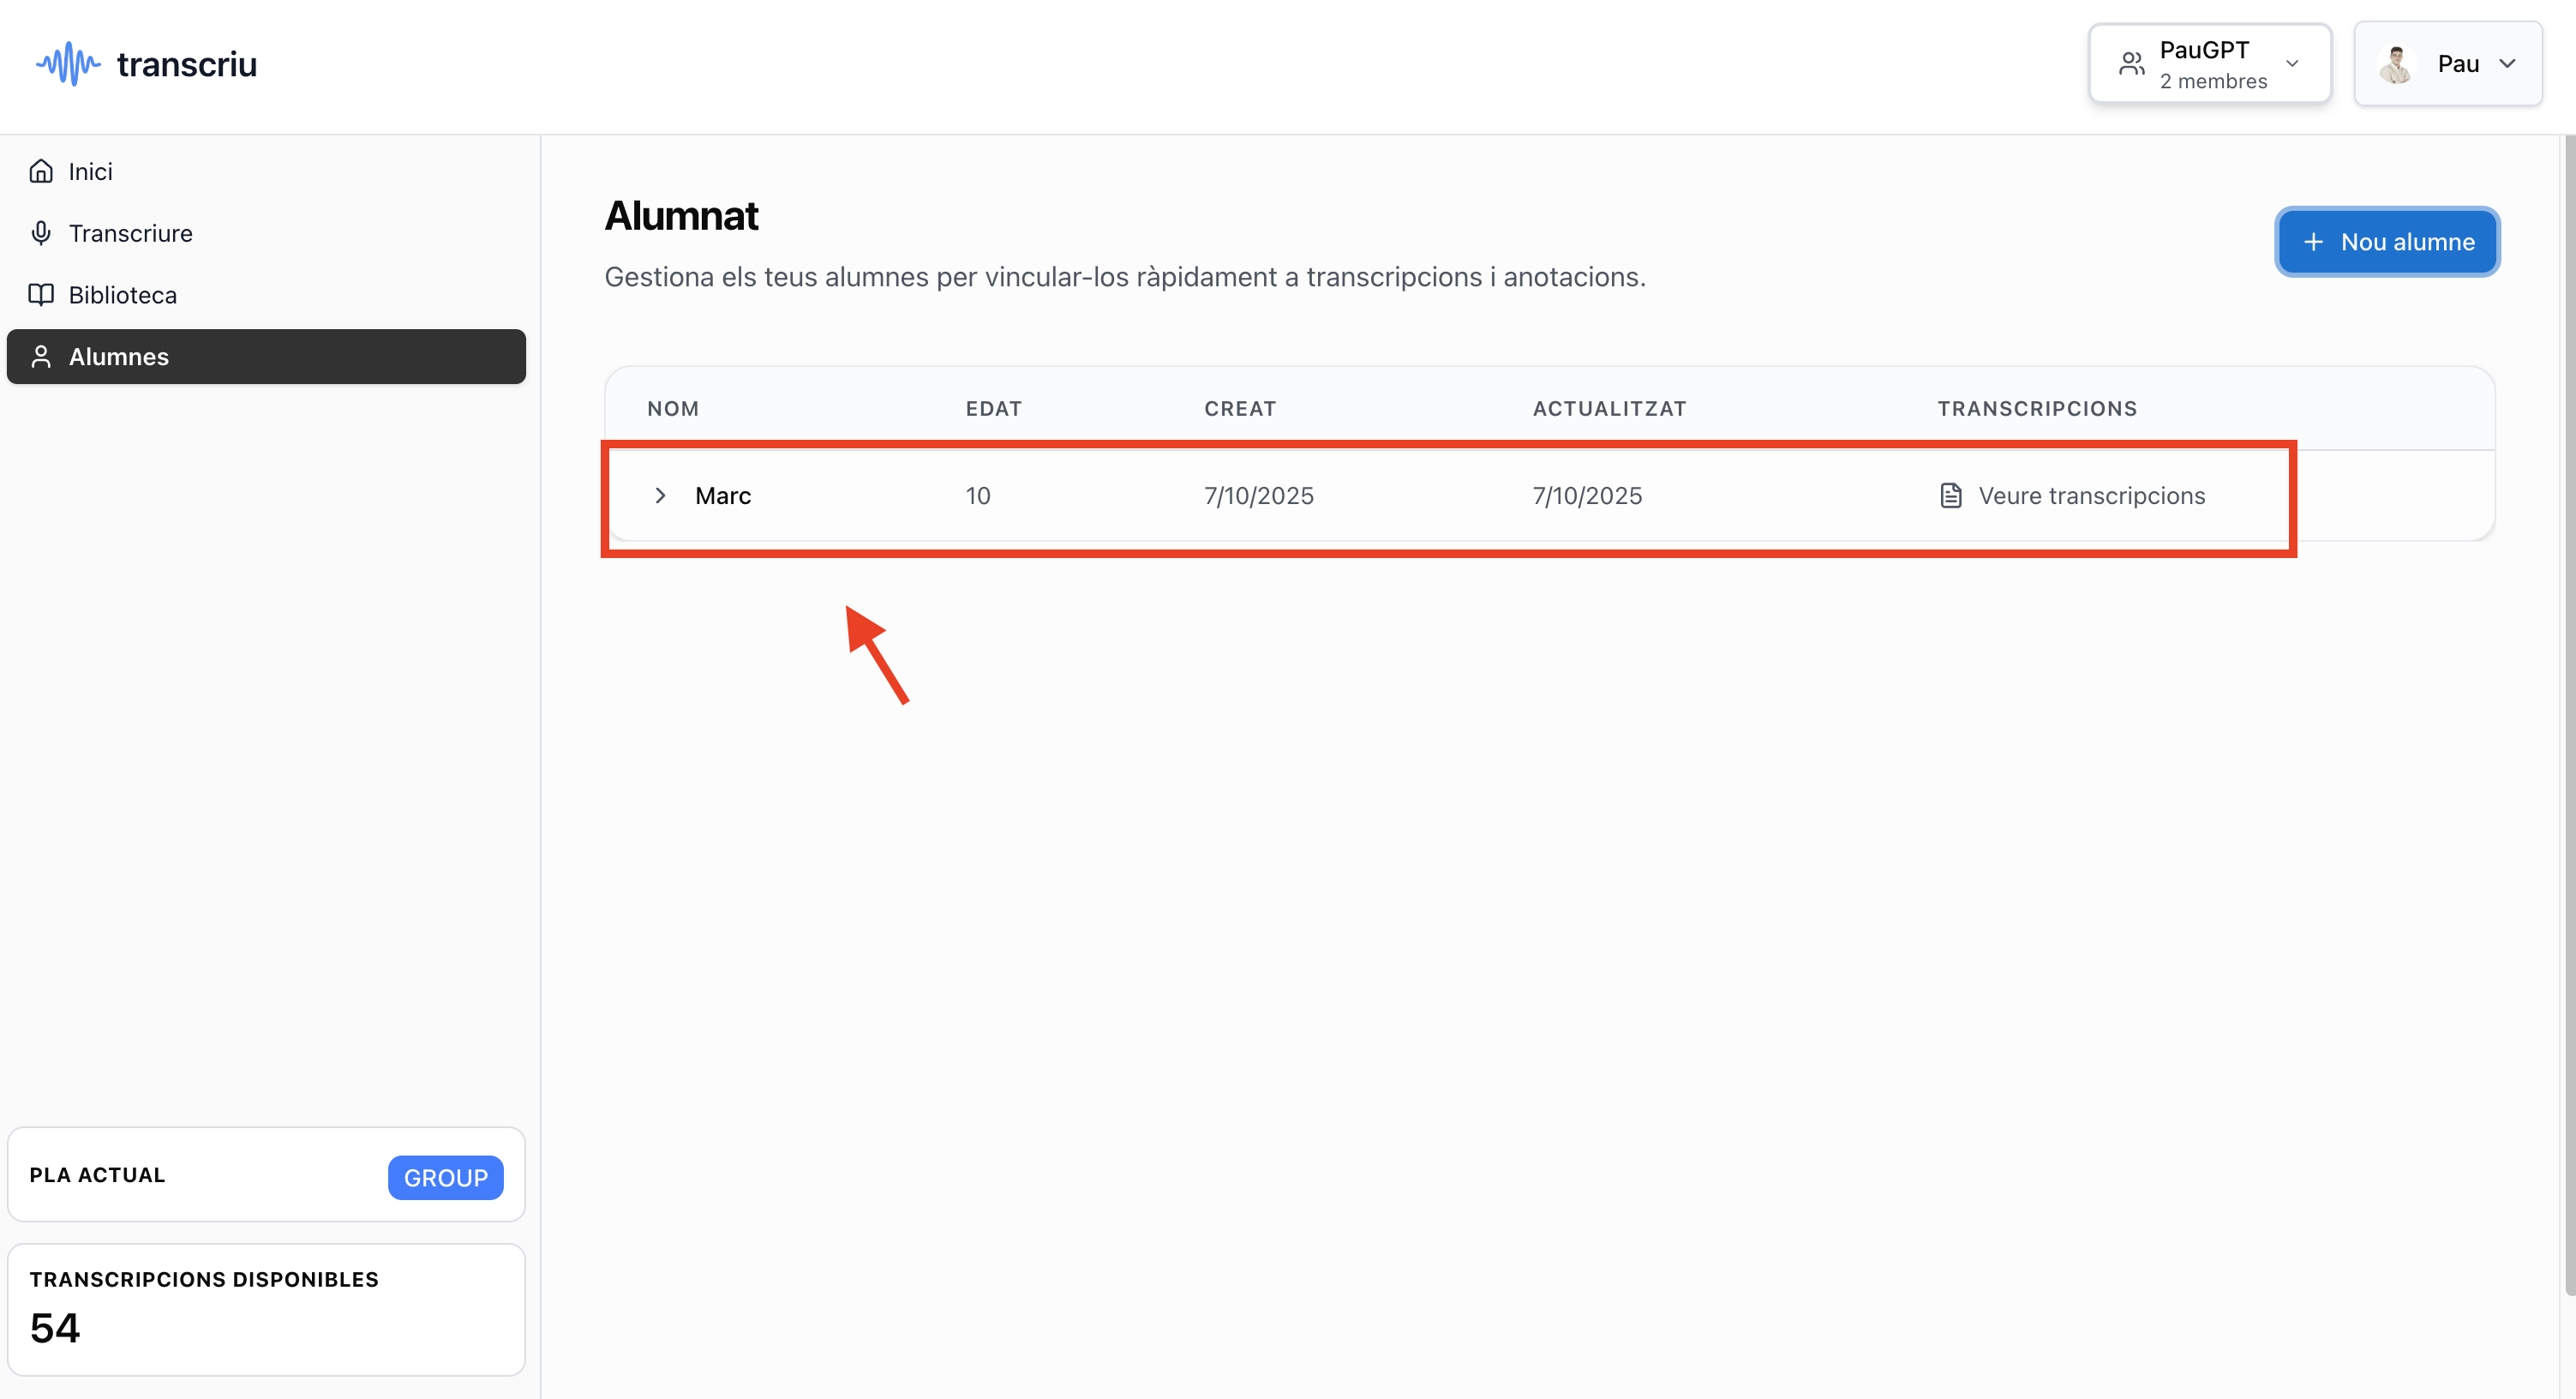 transcriu
PauGPT
2 membres
Pau
Inici
Transcriure
Biblioteca
Alumnes
Alumnat
Gestiona els teus alumnes per vincular-los ràpidament a transcripcions i anotacions.
Nou alumne
NOM EDAT CREAT ACTUALITZAT TRANSCRIPCIONS
Marc 10 7/10/2025 7/10/2025 Veure transcripcions
PLA ACTUAL GROUP
TRANSCRIPCIONS DISPONIBLES
54